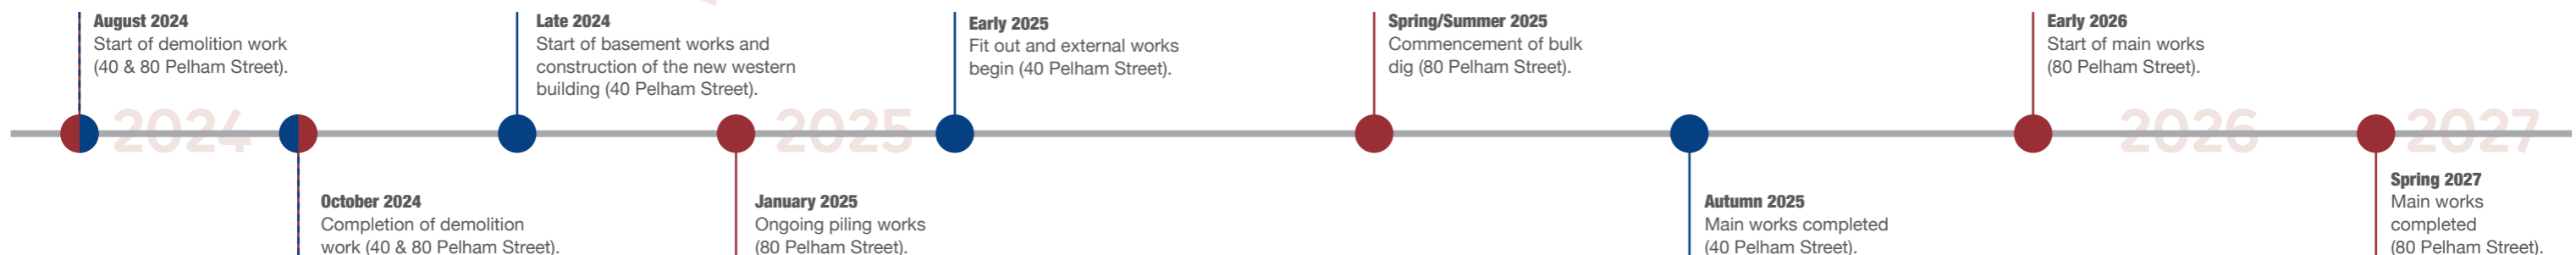 August 2024
Start of demolition work
(40 & 80 Pelham Street).
Late 2024
Start of basement works and
construction of the new western
building (40 Pelham Street).
Early 2025
Fit out and external works
begin (40 Pelham Street).
Spring/Summer 2025
Commencement of bulk
dig (80 Pelham Street).
Early 2026
Start of main works
(80 Pelham Street).
2024
2025
2026
2027
October 2024
Completion of demolition
work (40 & 80 Pelham Street).
January 2025
Ongoing piling works
(80 Pelham Street).
Autumn 2025
Main works completed
(40 Pelham Street).
Spring 2027
Main works
completed
(80 Pelham Street).